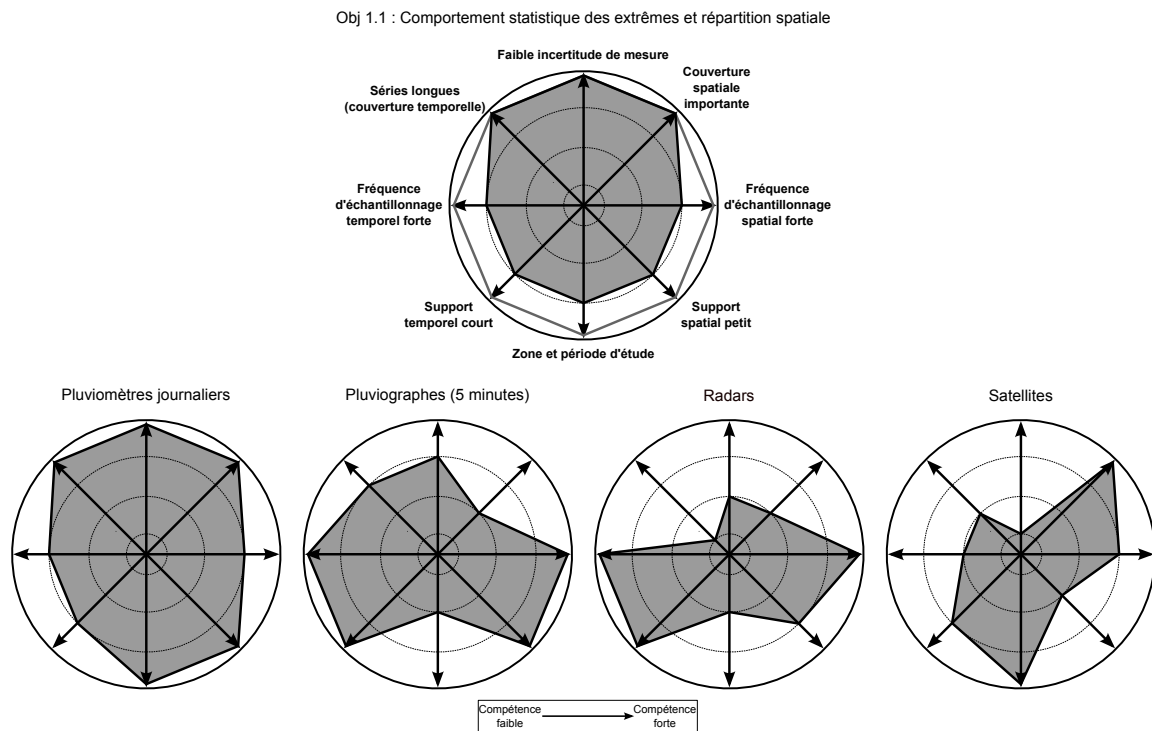 Obj 1.1 : Comportement statistique des extrêmes et répartition spatiale
Faible incertitude de mesure
Couverture
spatiale
importante
Séries longues
(couverture temporelle)
Fréquence
d'échantillonnage
temporel forte
Fréquence
d'échantillonnage
spatial forte
Support
temporel court
Support
spatial petit
Zone et période d'étude
Pluviomètres journaliers
Pluviographes (5 minutes)
Radars
Satellites
Compétence
faible
Compétence
forte